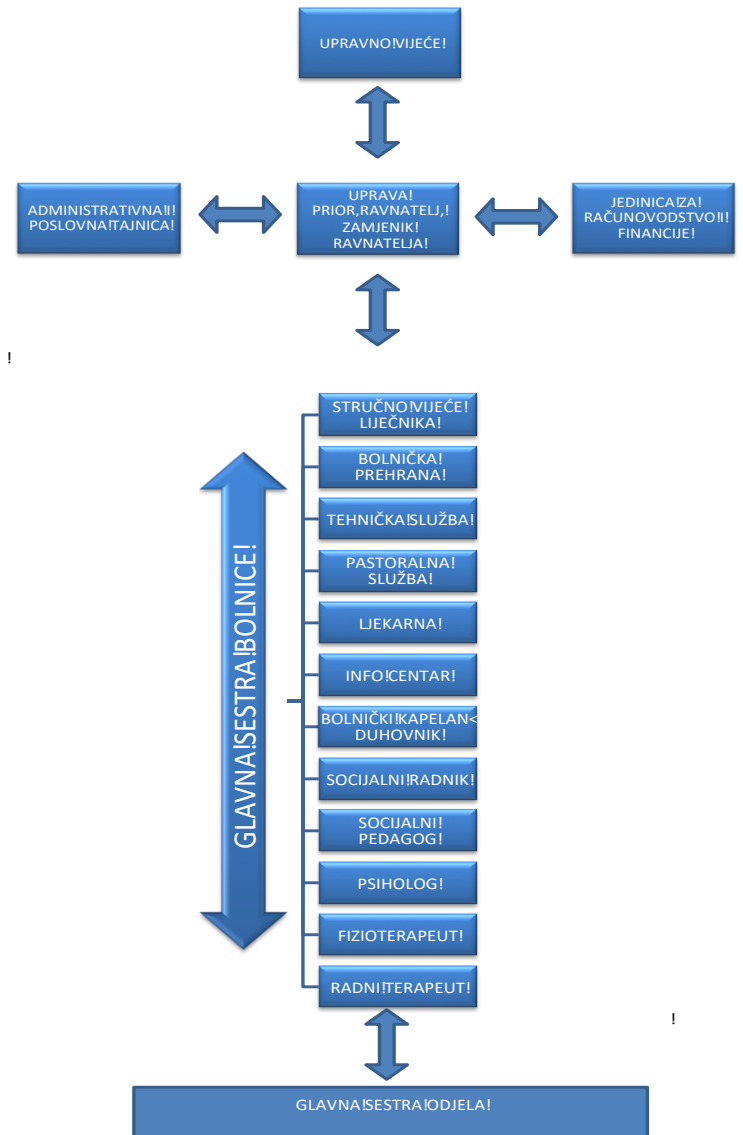 UPRAVNO!VIJEĆE!
ADMINISTRATIVNA!I!
POSLOVNA!TAJNICA!
UPRAVA!
PRIOR,RAVNATELJ,!
ZAMJENIK!
RAVNATELJA!
JEDINICA!ZA!
RAČUNOVODSTVO!I!
FINANCIJE!
!
GLAVNA!SESTRA!BOLNICE!
STRUČNO!VIJEĆE!
LIJEČNIKA!
BOLNIČKA!
PREHRANA!
TEHNIČKA!SLUŽBA!
PASTORALNA!
SLUŽBA!
LJEKARNA!
INFO!CENTAR!
BOLNIČKI!KAPELAN<
DUHOVNIK!
SOCIJALNI!RADNIK!
SOCIJALNI!
PEDAGOG!
PSIHOLOG!
FIZIOTERAPEUT!
RADNI!TERAPEUT!
!
GLAVNA!SESTRA!ODJELA!